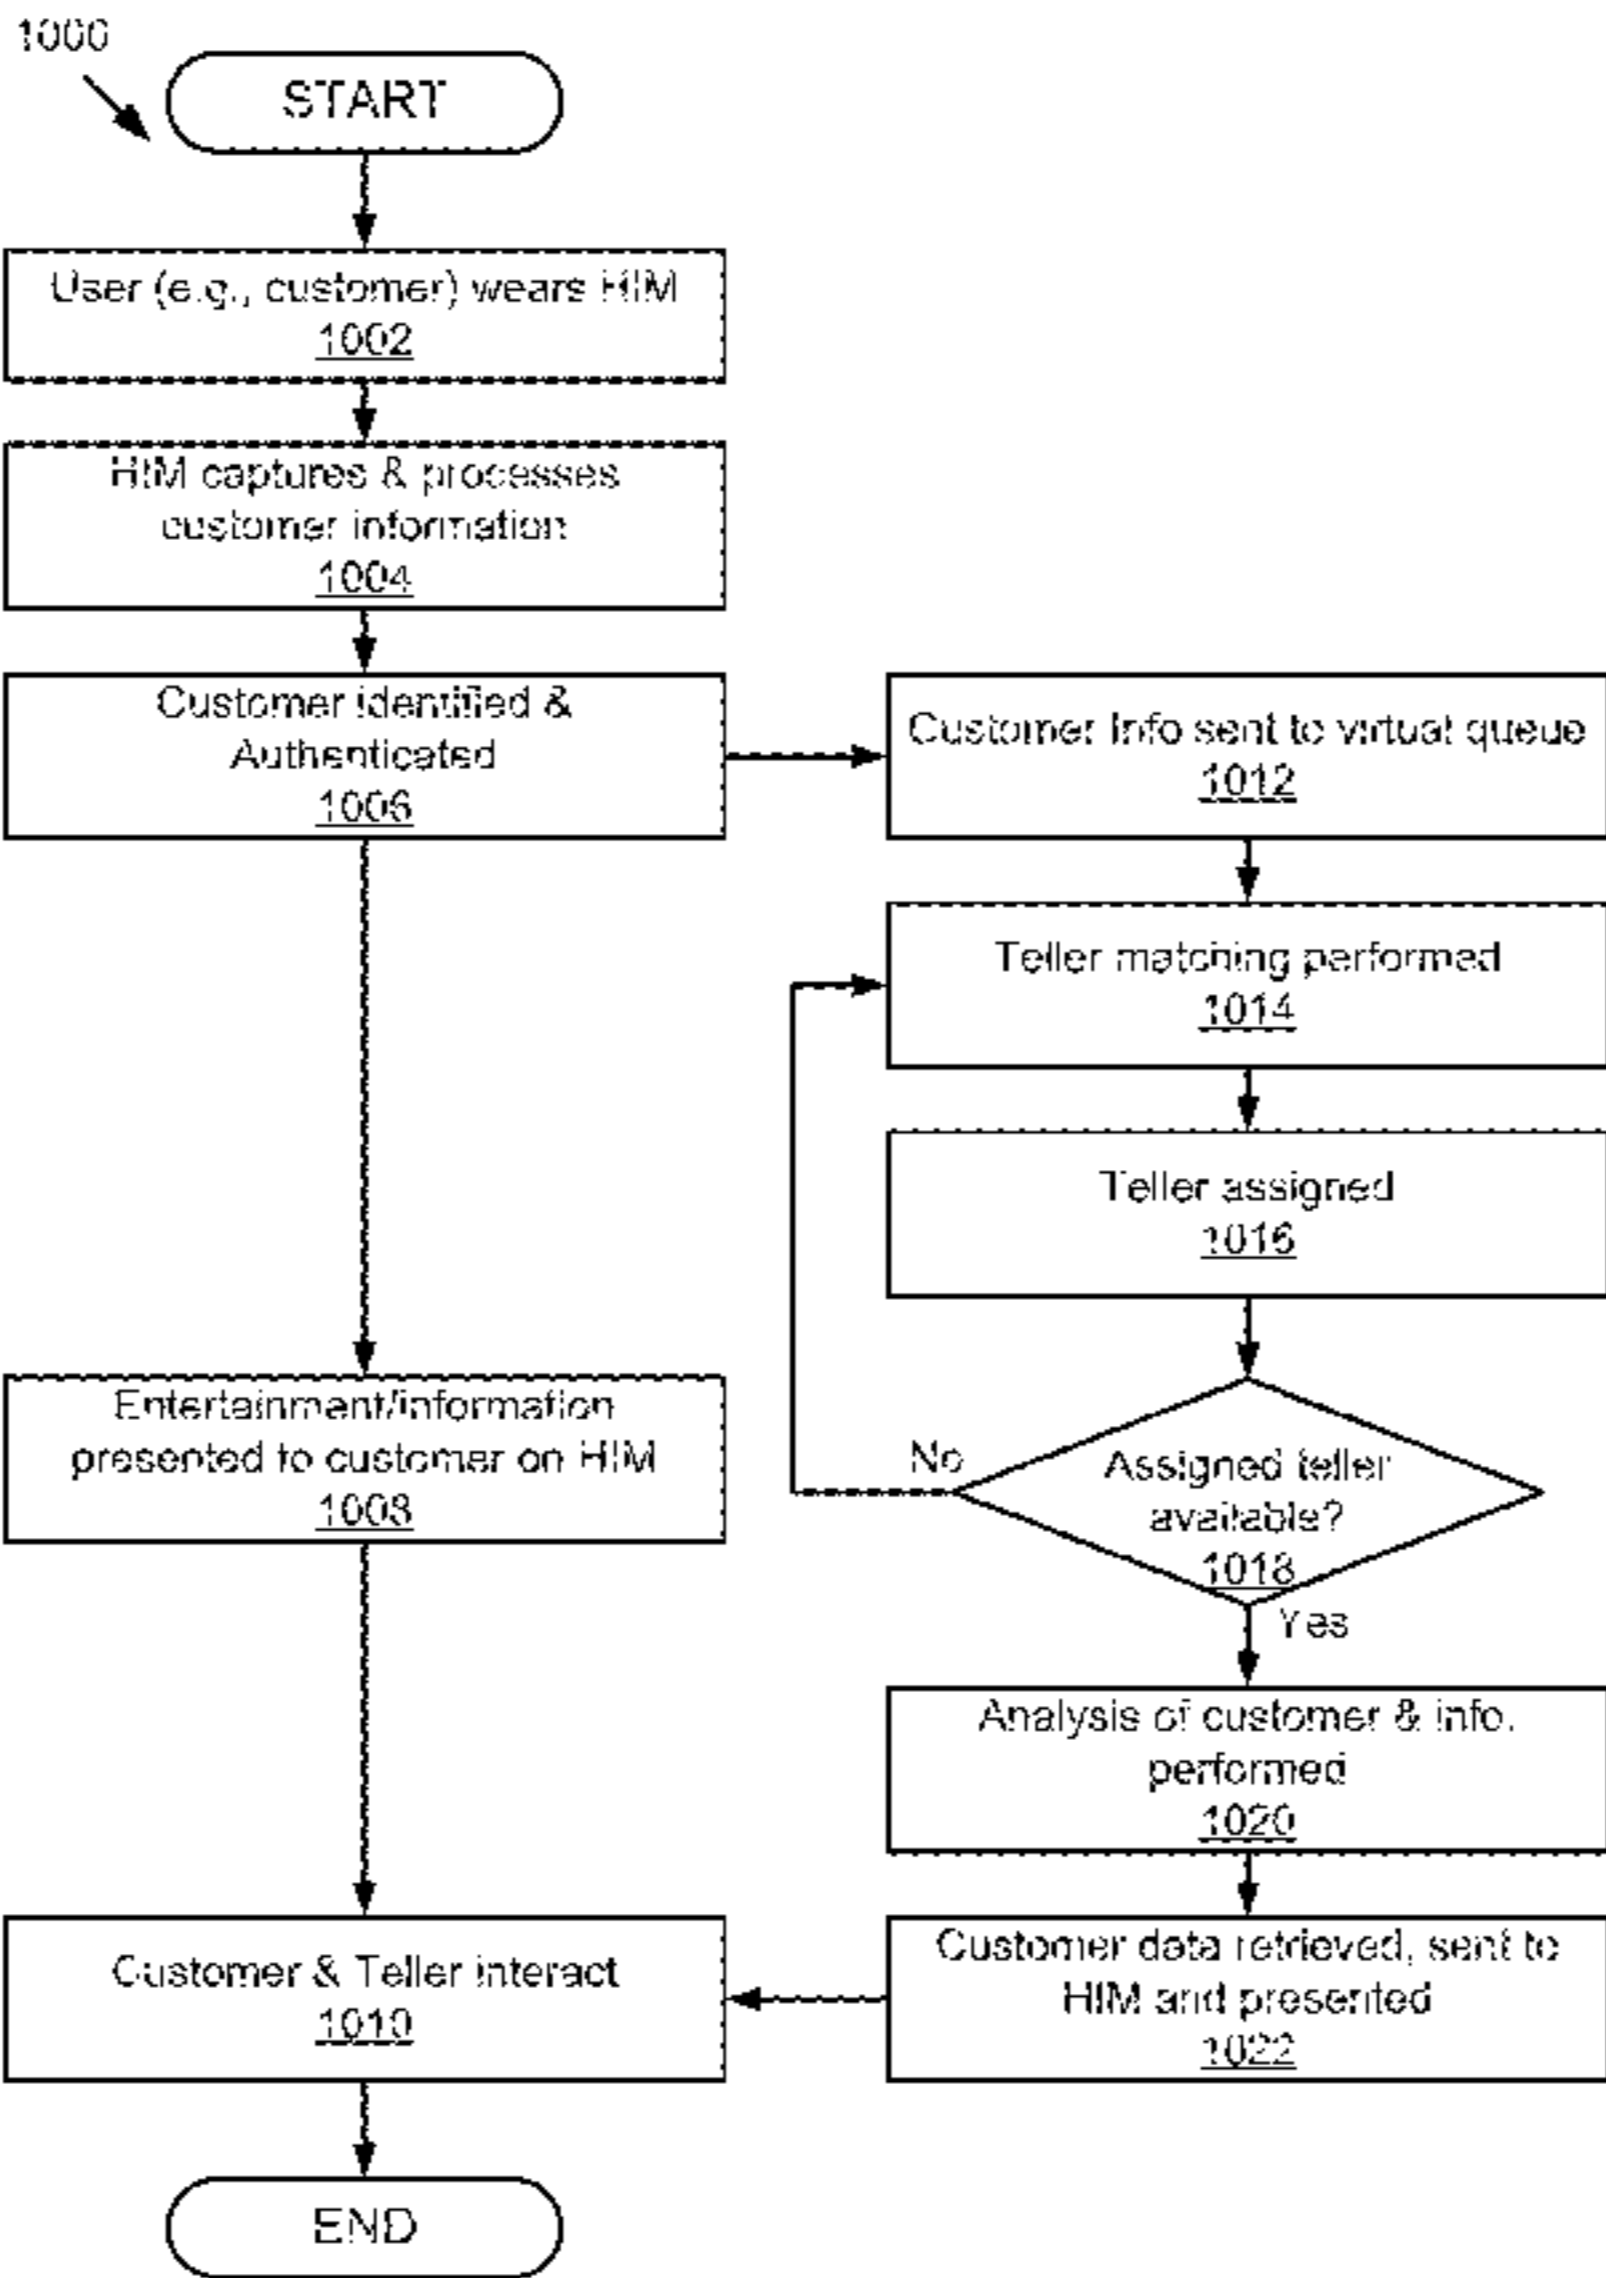 1000
START
User (e.g., customer) wears HIM
1002
HIM captures & processes
customer information
1004
Customer identified &
Authenticated
1006
Customer Info sent to virtual queue
1012
Teller matching performed
1014
Teller assigned
1016
Entertainment/information
presented to customer on HIM
1008
No
Assigned teller
available?
1018
Yes
Analysis of customer & info.
performed
1020
Customer & Teller interact
1010
Customer data retrieved, sent to
HIM and presented
1022
END